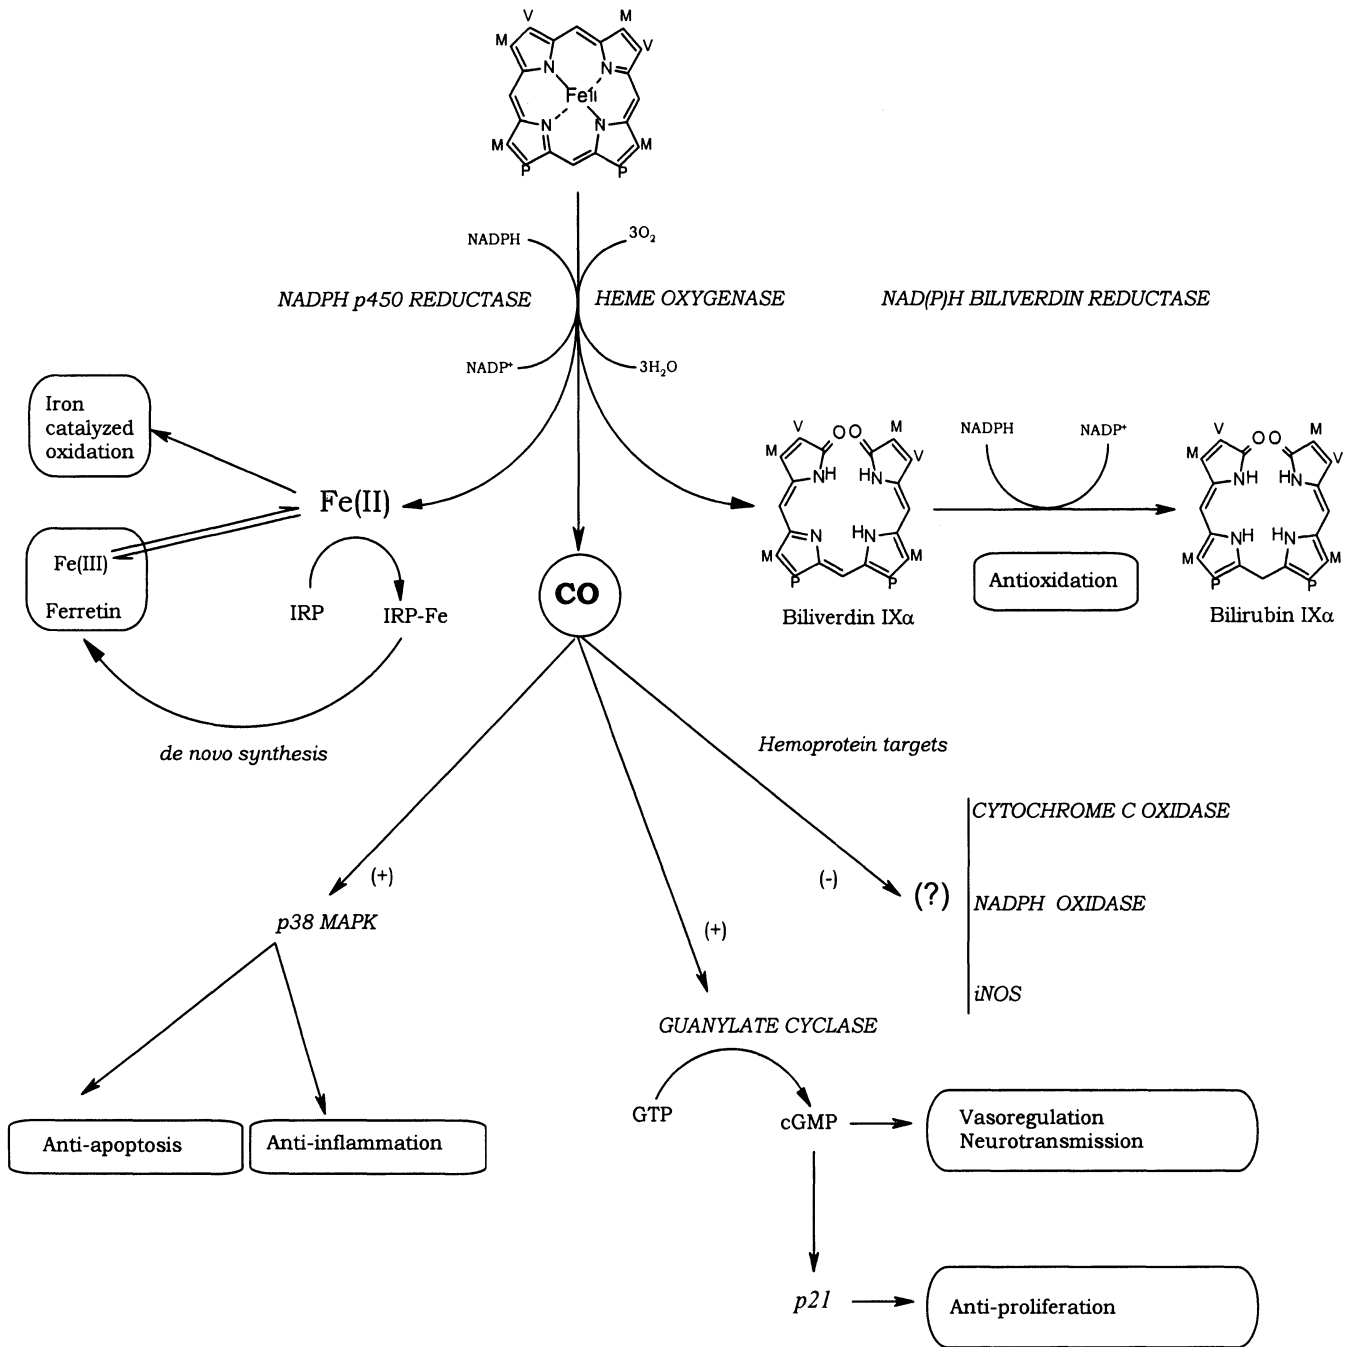 V
M
M
V
N
N
FeII
N
N
M
M
P
P
NADPH
3O2
NADPH p450 REDUCTASE
HEME OXYGENASE
NAD(P)H BILIVERDIN REDUCTASE
NADP+
3H2O
Iron
catalyzed
oxidation
Fe(II)
Fe(III)
Ferretin
IRP
IRP-Fe
de novo synthesis
CO
V
O O
M
M
V
NH
HN
N
HN
M
M
P
P
Biliverdin IXα
NADPH
NADP+
Antioxidation
V
O O
M
M
V
NH
HN
NH
HN
M
M
P
P
Bilirubin IXα
Hemoprotein targets
(+)
(-)
(?)
CYTOCHROME C OXIDASE
NADPH OXIDASE
iNOS
p38 MAPK
(+)
GUANYLATE CYCLASE
GTP
cGMP
Vasoregulation
Neurotransmission
Anti-apoptosis
Anti-inflammation
p21
Anti-proliferation